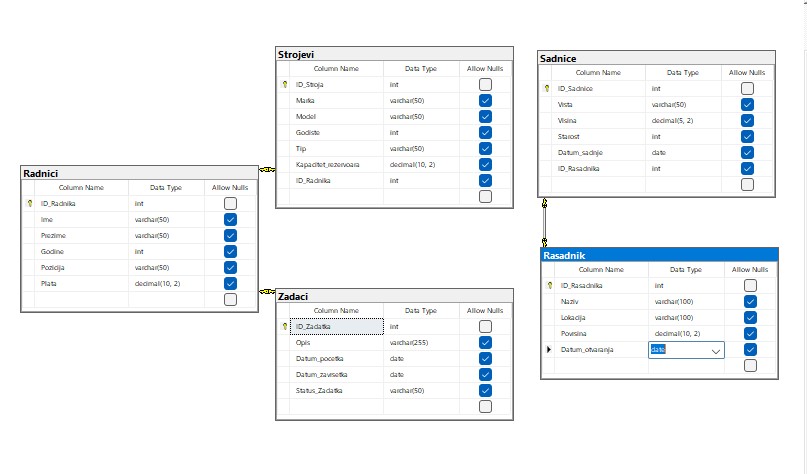 Strojevi
Column Name Data Type Allow Nulls
ID_Stroja int
Marka varchar(50)
Model varchar(50)
Godiste int
Tip varchar(50)
Kapacitet_rezervoara decimal(10, 2)
ID_Radnika int
Sadnice
Column Name Data Type Allow Nulls
ID_Sadnice int
Vista varchar(50)
Visina decimal(5, 2)
Starost int
Datum_sadnje date
ID_Rasadnika int
Radnici
Column Name Data Type Allow Nulls
ID_Radnika int
Ime varchar(50)
Prezime varchar(50)
Godine int
Pozicija varchar(50)
Plata decimal(10, 2)
Zadaci
Column Name Data Type Allow Nulls
ID_Zadatka int
Opis varchar(255)
Datum_pocetka date
Datum_zavisetka date
Status_Zadatka varchar(50)
Rasadnik
Column Name Data Type Allow Nulls
ID_Rasadnika int
Naziv varchar(100)
Lokacija varchar(100)
Povisina decimal(10, 2)
Datum_otvaranja date